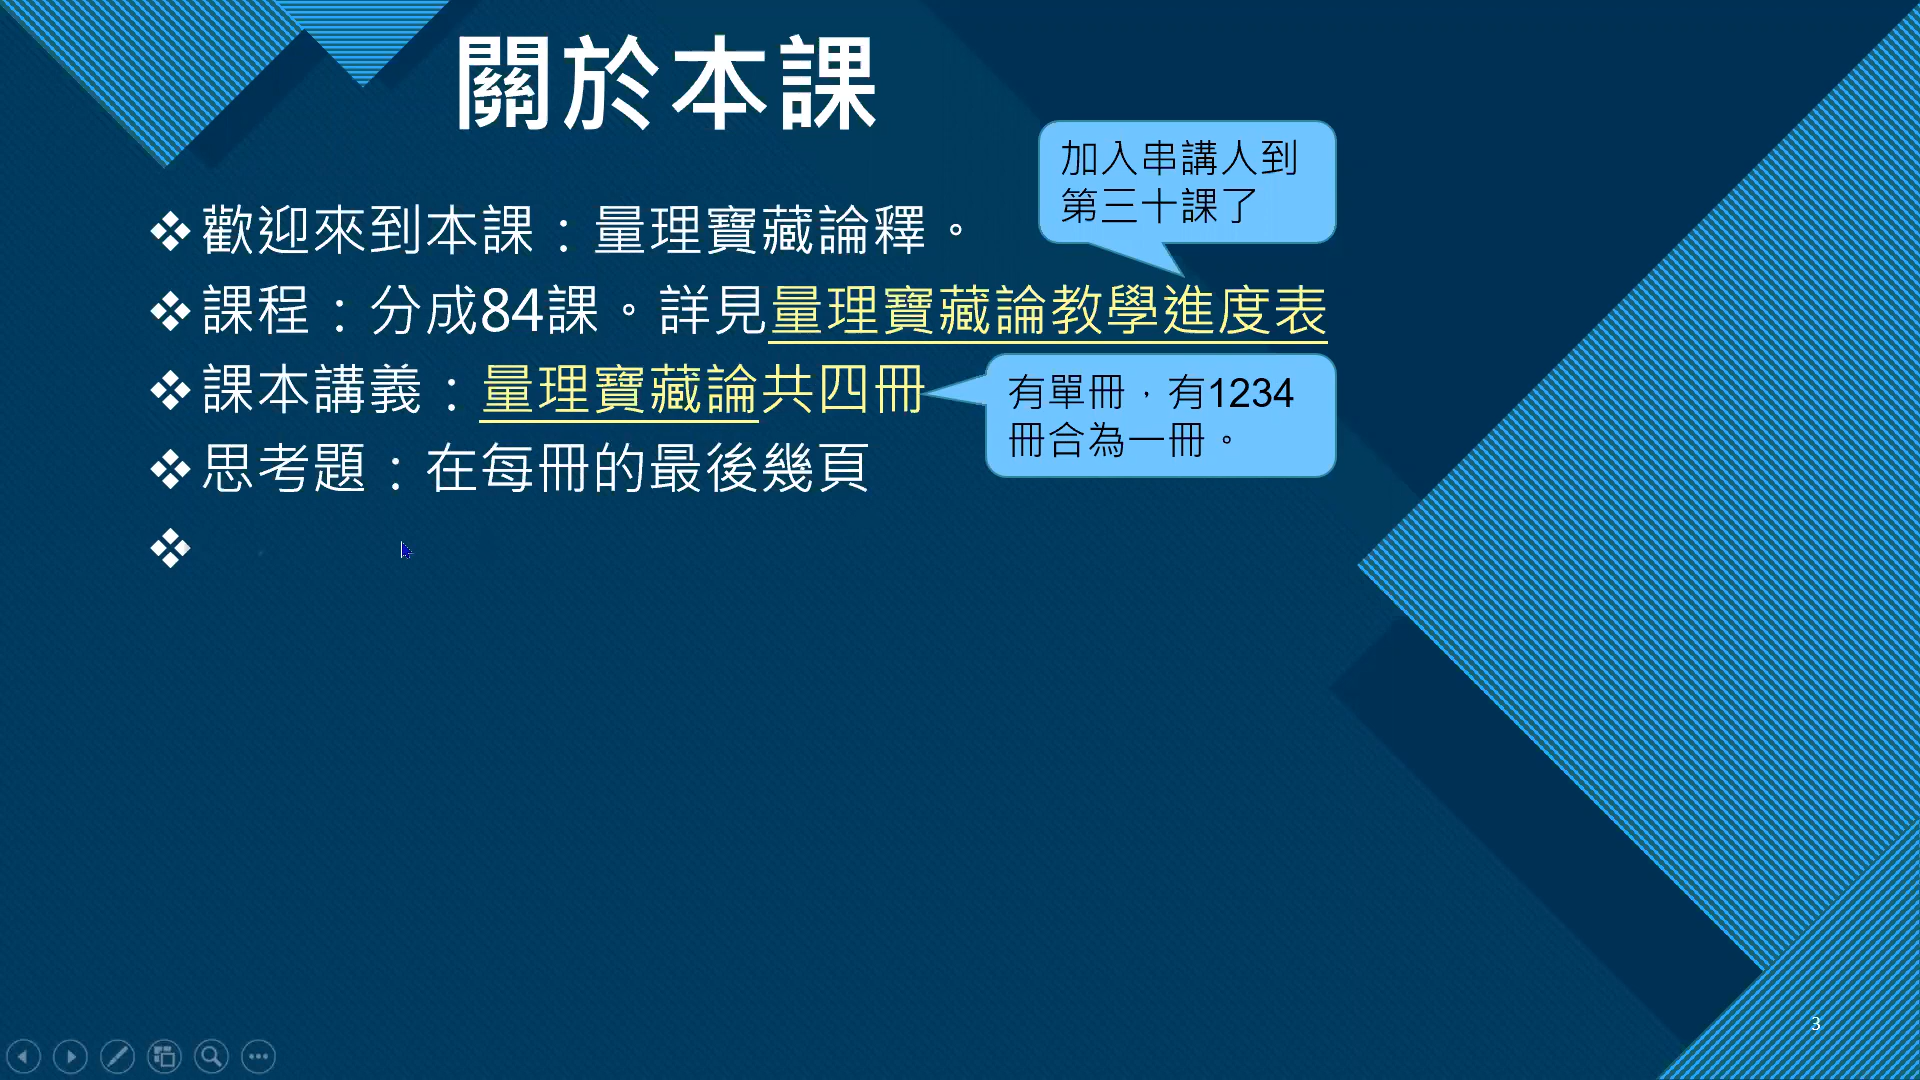 關於本課
加入串講人到
第三十課了
歡迎來到本課：量理寶藏論釋。
課程：分成84課。詳見量理寶藏論教學進度表
課本講義：量理寶藏論共四冊
有單冊，有1234
冊合為一冊。
思考題：在每冊的最後幾頁
3